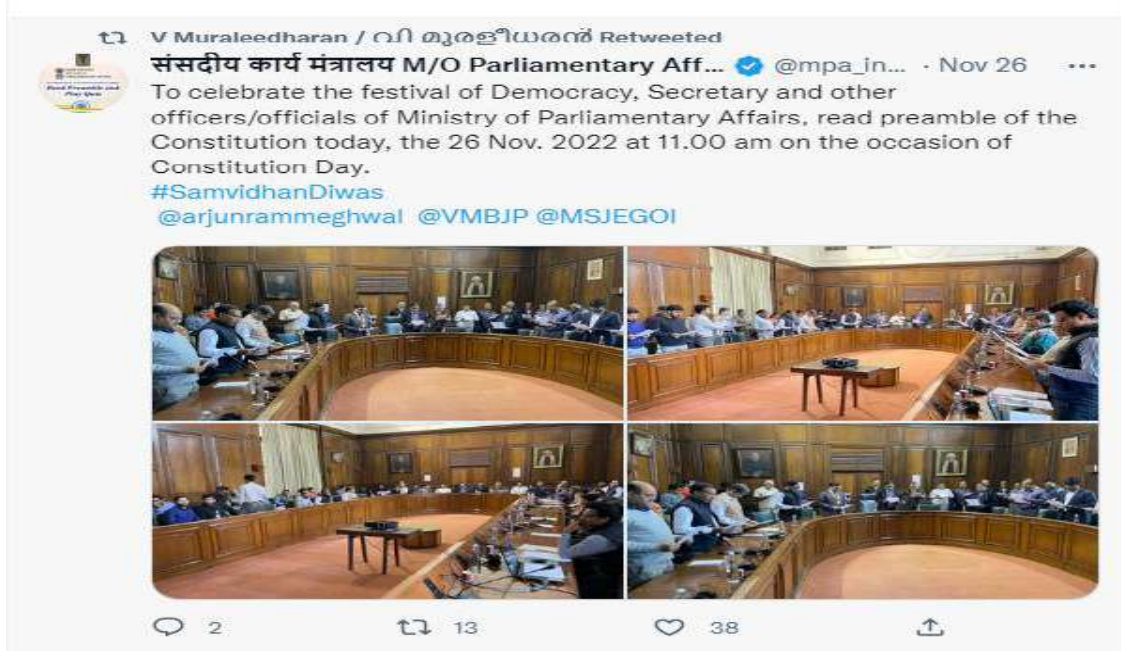 V Muraleedharan / വി മുരളീധരൻ Retweeted
संसदीय कार्य मंत्रालय M/O Parliamentary Aff... @mpa_in... · Nov 26
To celebrate the festival of Democracy, Secretary and other
officers/officials of Ministry of Parliamentary Affairs, read preamble of the
Constitution today, the 26 Nov. 2022 at 11.00 am on the occasion of
Constitution Day.
#SamvidhanDiwas
@arjunrammeghwal @VMBJP @MSJEGOI
2 13 38